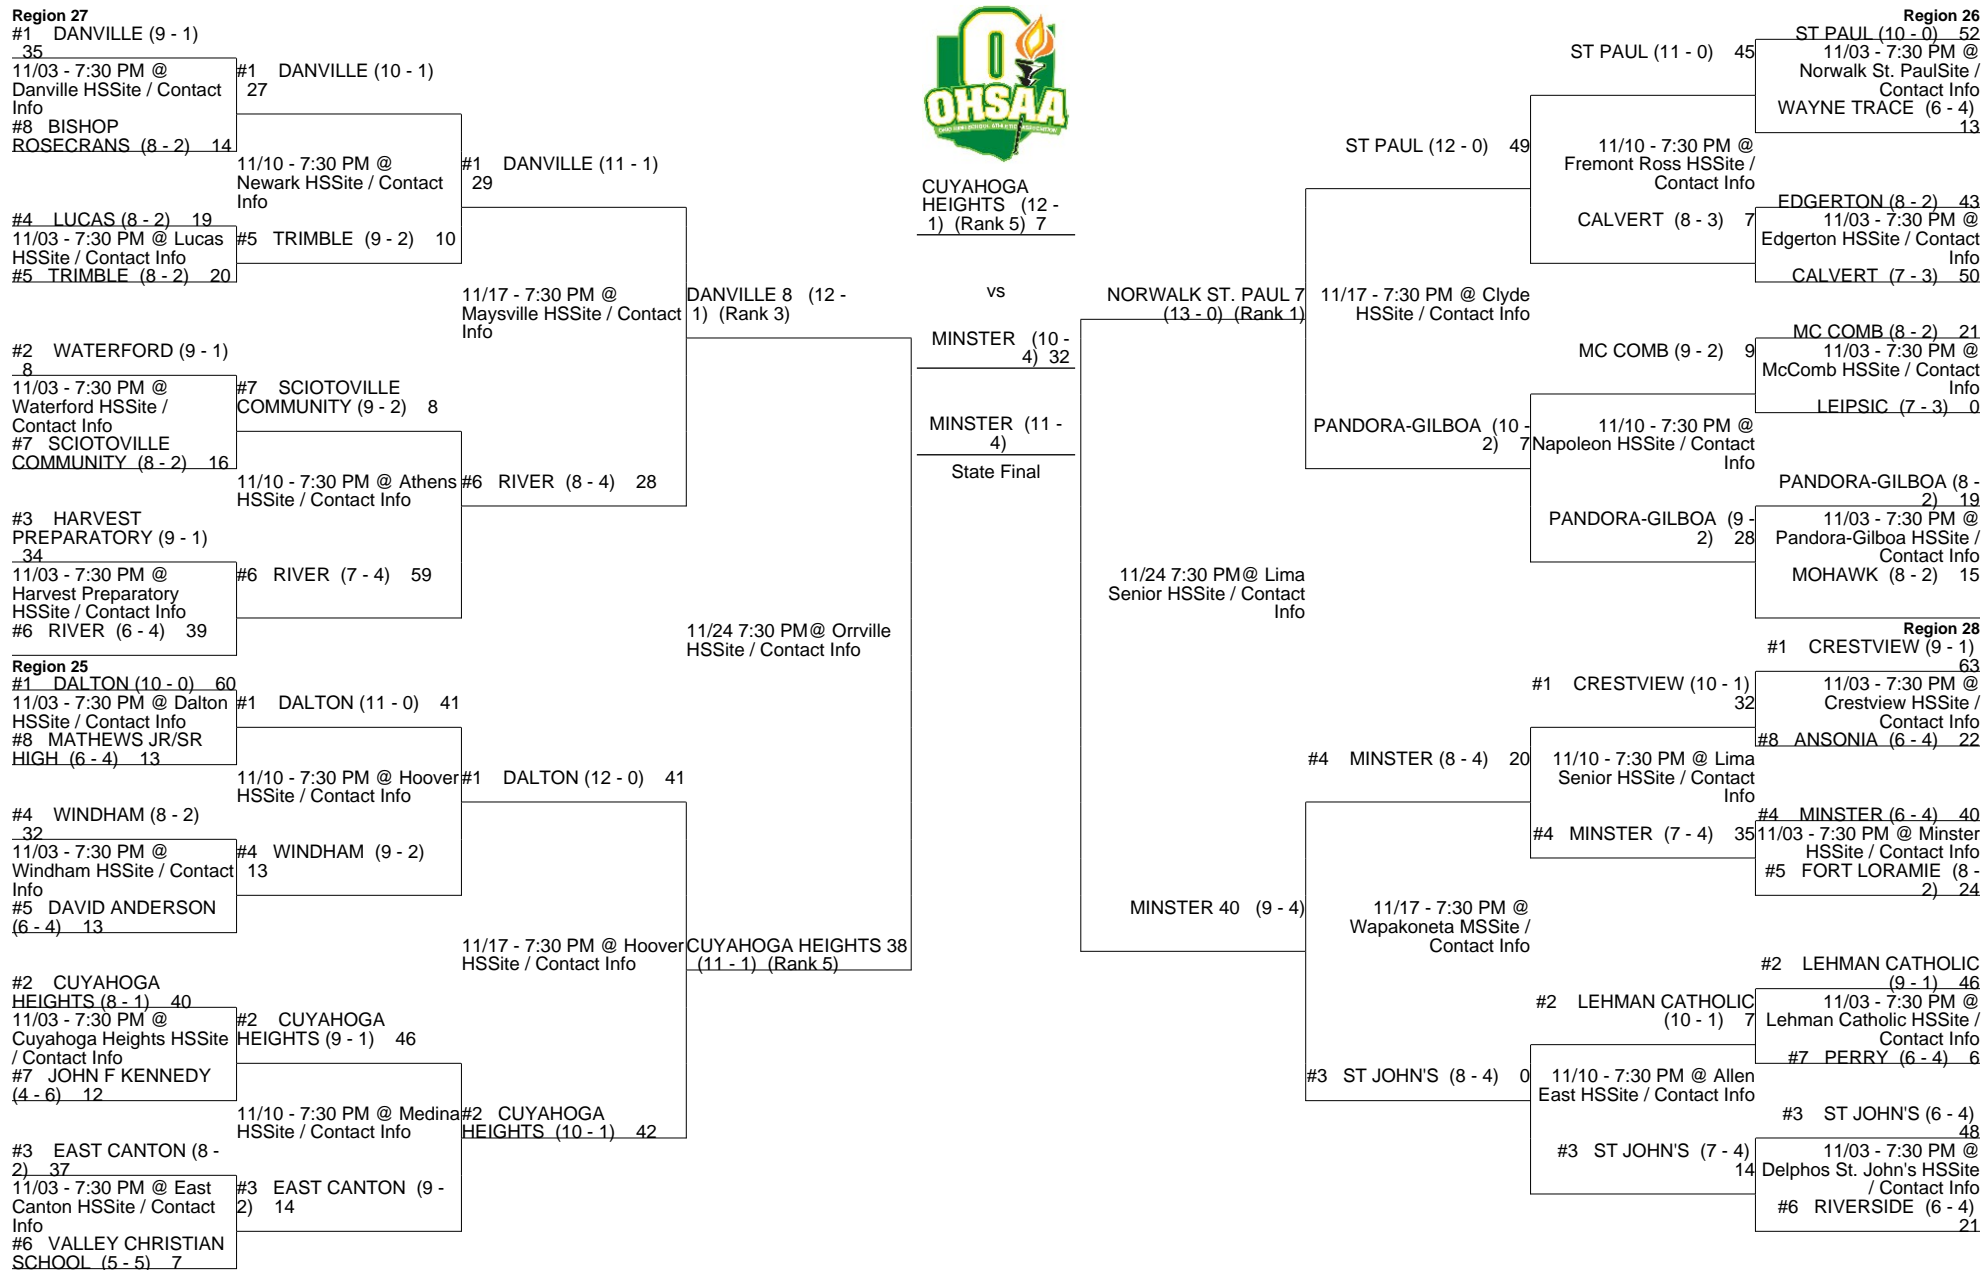 Region 27
#1 DANVILLE (9 - 1)
35
11/03 - 7:30 PM @
Danville HSSite / Contact
Info
#8 BISHOP
ROSECRANS (8 - 2) 14
#4 LUCAS (8 - 2) 19
11/03 - 7:30 PM @ Lucas
HSSite / Contact Info
#5 TRIMBLE (8 - 2) 20
#2 WATERFORD (9 - 1)
8
11/03 - 7:30 PM @
Waterford HSSite /
Contact Info
#7 SCIOTOVILLE
COMMUNITY (8 - 2) 16
#3 HARVEST
PREPARATORY (9 - 1)
34
11/03 - 7:30 PM @
Harvest Preparatory
HSSite / Contact Info
#6 RIVER (6 - 4) 39
Region 25
#1 DALTON (10 - 0) 60
11/03 - 7:30 PM @ Dalton
HSSite / Contact Info
#8 MATHEWS JR/SR
HIGH (6 - 4) 13
#4 WINDHAM (8 - 2)
32
11/03 - 7:30 PM @
Windham HSSite / Contact
Info
#5 DAVID ANDERSON
(6 - 4) 13
#2 CUYAHOGA
HEIGHTS (8 - 1) 40
11/03 - 7:30 PM @
Cuyahoga Heights HSSite
/ Contact Info
#7 JOHN F KENNEDY
(4 - 6) 12
#3 EAST CANTON (8 -
2) 37
11/03 - 7:30 PM @ East
Canton HSSite / Contact
Info
#6 VALLEY CHRISTIAN
SCHOOL (5 - 5) 7
#1 DANVILLE (10 - 1)
27
11/10 - 7:30 PM @
Newark HSSite / Contact
Info
#5 TRIMBLE (9 - 2) 10
#7 SCIOTOVILLE
COMMUNITY (9 - 2) 8
11/10 - 7:30 PM @ Athens
HSSite / Contact Info
#6 RIVER (7 - 4) 59
#1 DALTON (11 - 0) 41
11/10 - 7:30 PM @ Hoover
HSSite / Contact Info
#4 WINDHAM (9 - 2)
13
#2 CUYAHOGA
HEIGHTS (9 - 1) 46
11/10 - 7:30 PM @ Medina
HSSite / Contact Info
#3 EAST CANTON (9 -
2) 14
#1 DANVILLE (11 - 1)
29
11/17 - 7:30 PM @
Maysville HSSite / Contact
Info
#6 RIVER (8 - 4) 28
#1 DALTON (12 - 0) 41
11/17 - 7:30 PM @ Hoover
HSSite / Contact Info
#2 CUYAHOGA
HEIGHTS (10 - 1) 42
DANVILLE 8 (12 -
1) (Rank 3)
11/24 7:30 PM@ Orrville
HSSite / Contact Info
CUYAHOGA HEIGHTS 38
(11 - 1) (Rank 5)
OHSAA
CUYAHOGA
HEIGHTS (12 -
1) (Rank 5) 7
vs
MINSTER (10 -
4) 32
MINSTER (11 -
4)
State Final
NORWALK ST. PAUL 7
(13 - 0) (Rank 1)
11/24 7:30 PM@ Lima
Senior HSSite / Contact
Info
MINSTER 40 (9 - 4)
ST PAUL (12 - 0) 49
11/17 - 7:30 PM @ Clyde
HSSite / Contact Info
PANDORA-GILBOA (10 -
2) 7
#4 MINSTER (8 - 4) 20
11/17 - 7:30 PM @
Wapakoneta MSSite /
Contact Info
#3 ST JOHN'S (8 - 4) 0
ST PAUL (11 - 0) 45
11/10 - 7:30 PM @
Fremont Ross HSSite /
Contact Info
CALVERT (8 - 3) 7
MC COMB (9 - 2) 9
11/10 - 7:30 PM @
Napoleon HSSite / Contact
Info
PANDORA-GILBOA (9 -
2) 28
#1 CRESTVIEW (10 - 1)
32
11/10 - 7:30 PM @ Lima
Senior HSSite / Contact
Info
#4 MINSTER (7 - 4) 35
#2 LEHMAN CATHOLIC
(10 - 1) 7
11/10 - 7:30 PM @ Allen
East HSSite / Contact Info
#3 ST JOHN'S (7 - 4)
14
Region 26
ST PAUL (10 - 0) 52
11/03 - 7:30 PM @
Norwalk St. PaulSite /
Contact Info
WAYNE TRACE (6 - 4)
13
EDGERTON (8 - 2) 43
11/03 - 7:30 PM @
Edgerton HSSite / Contact
Info
CALVERT (7 - 3) 50
MC COMB (8 - 2) 21
11/03 - 7:30 PM @
McComb HSSite / Contact
Info
LEIPSIC (7 - 3) 0
PANDORA-GILBOA (8 -
2) 19
11/03 - 7:30 PM @
Pandora-Gilboa HSSite /
Contact Info
MOHAWK (8 - 2) 15
Region 28
#1 CRESTVIEW (9 - 1)
63
11/03 - 7:30 PM @
Crestview HSSite /
Contact Info
#8 ANSONIA (6 - 4) 22
#4 MINSTER (6 - 4) 40
11/03 - 7:30 PM @ Minster
HSSite / Contact Info
#5 FORT LORAMIE (8 -
2) 24
#2 LEHMAN CATHOLIC
(9 - 1) 46
11/03 - 7:30 PM @
Lehman Catholic HSSite /
Contact Info
#7 PERRY (6 - 4) 6
#3 ST JOHN'S (6 - 4)
48
11/03 - 7:30 PM @
Delphos St. John's HSSite
/ Contact Info
#6 RIVERSIDE (6 - 4)
21